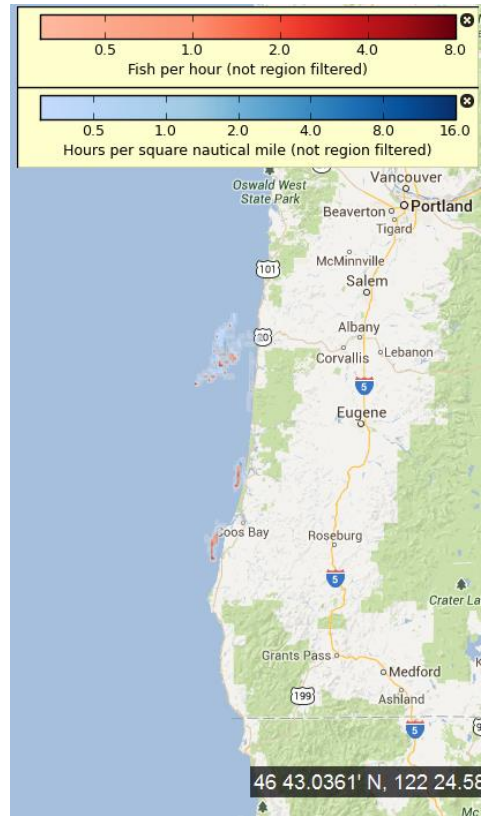 0.5 1.0 2.0 4.0 8.0
Fish per hour (not region filtered)
0.5 1.0 2.0 4.0 8.0 16.0
Hours per square nautical mile (not region filtered)
Vancouver
Oswald West
State Park
Portland
Beaverton
Tigard
McMinnville
101
Salem
20
Albany
Corvallis
Lebanon
5
Eugene
Coos Bay
Roseburg
5
Crater La
Grants Pass
K
Medford
199
Ashland
5
9
46 43.0361' N, 122 24.58
Mc